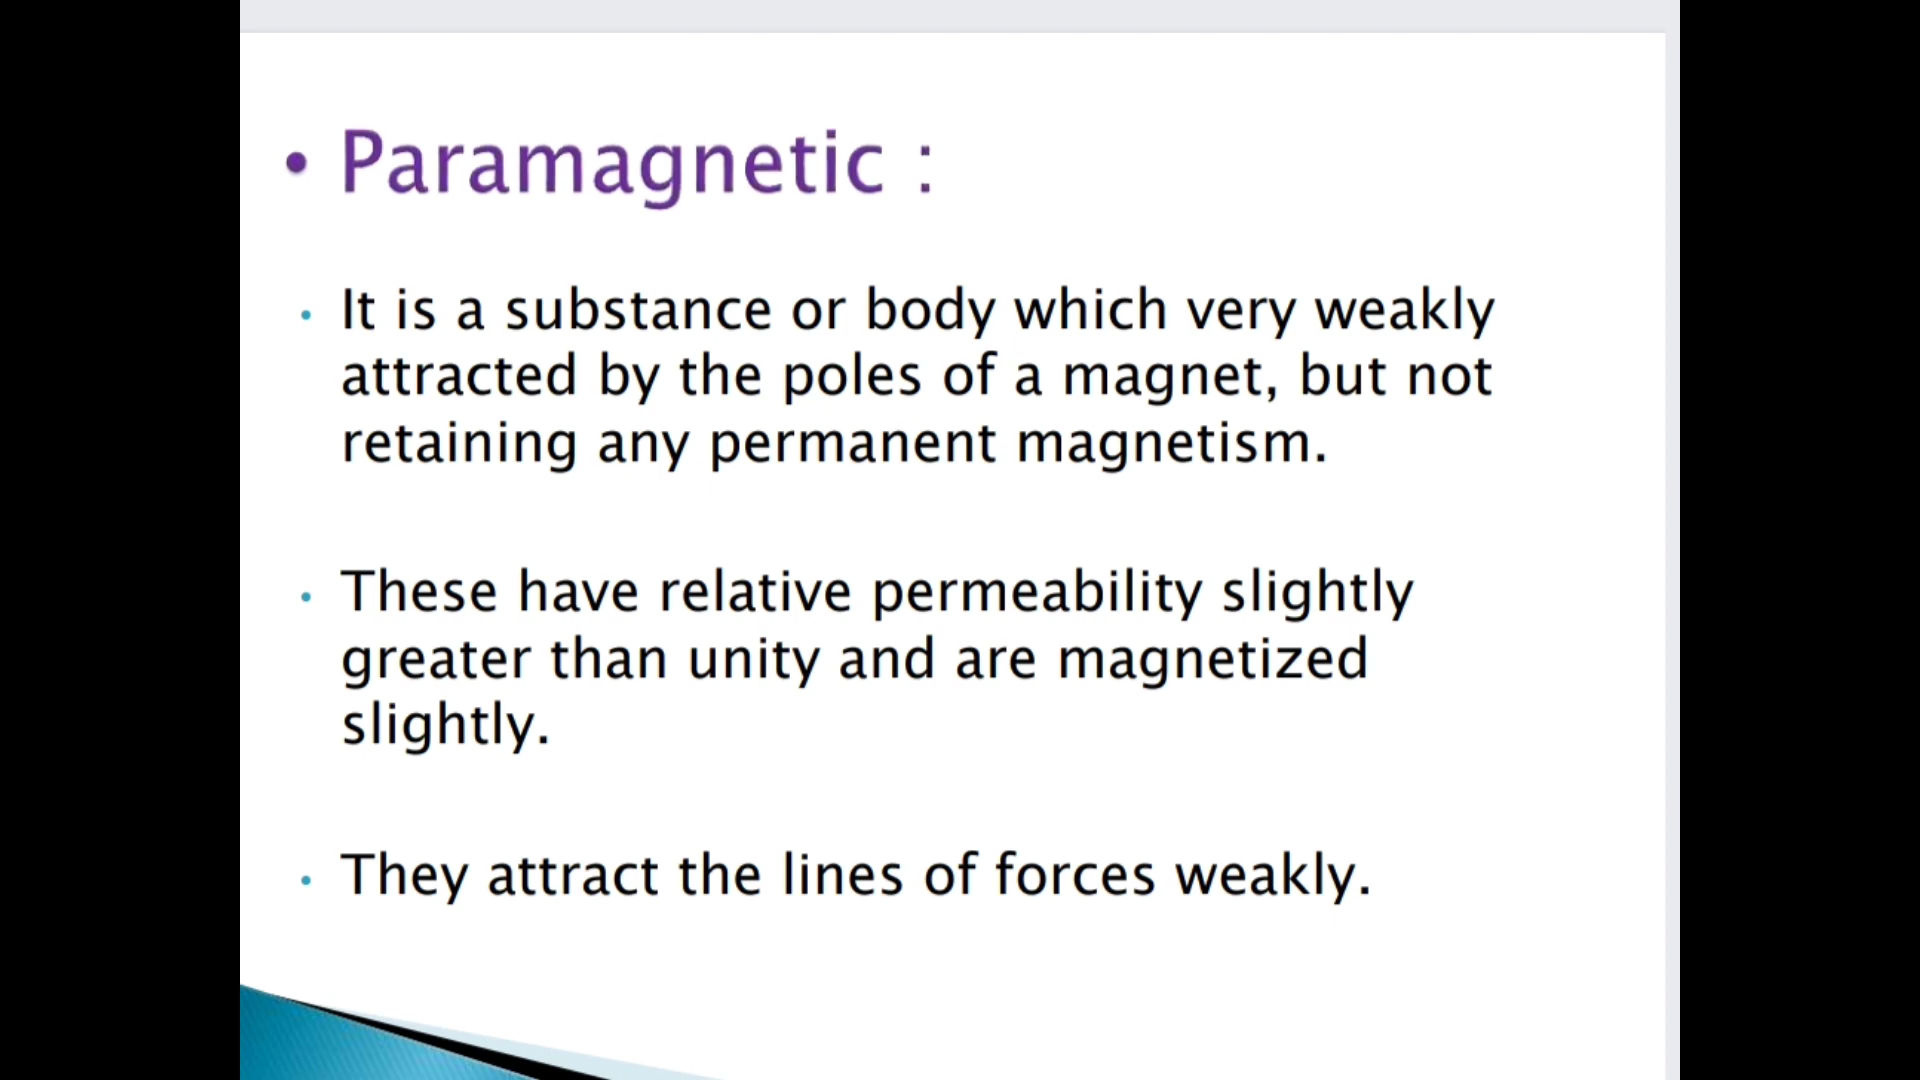 • Paramagnetic :
• It is a substance or body which very weakly
attracted by the poles of a magnet, but not
retaining any permanent magnetism.
• These have relative permeability slightly
greater than unity and are magnetized
slightly.
• They attract the lines of forces weakly.